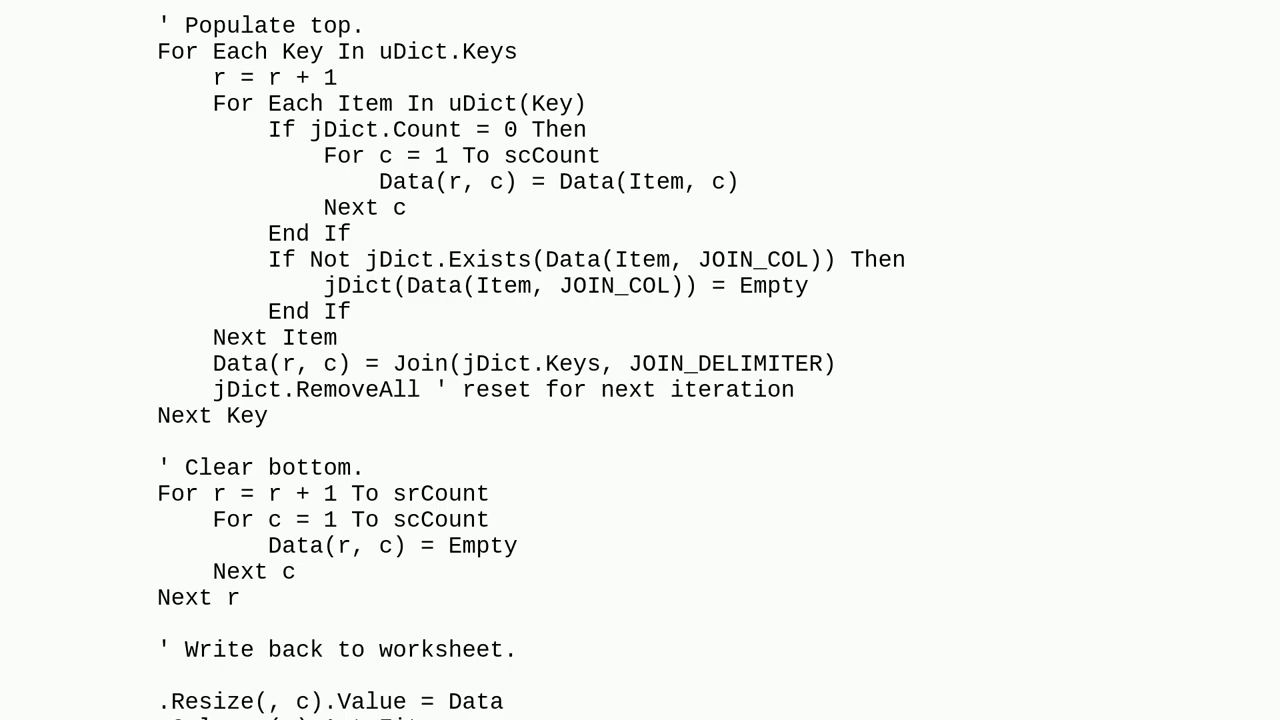 ' Populate top.
For Each Key In uDict.Keys
    r = r + 1
    For Each Item In uDict(Key)
        If jDict.Count = 0 Then
            For c = 1 To scCount
                Data(r, c) = Data(Item, c)
            Next c
        End If
        If Not jDict.Exists(Data(Item, JOIN_COL)) Then
            jDict(Data(Item, JOIN_COL)) = Empty
        End If
    Next Item
    Data(r, c) = Join(jDict.Keys, JOIN_DELIMITER)
    jDict.RemoveAll ' reset for next iteration
Next Key

' Clear bottom.
For r = r + 1 To srCount
    For c = 1 To scCount
        Data(r, c) = Empty
    Next c
Next r

' Write back to worksheet.

.Resize(, c).Value = Data